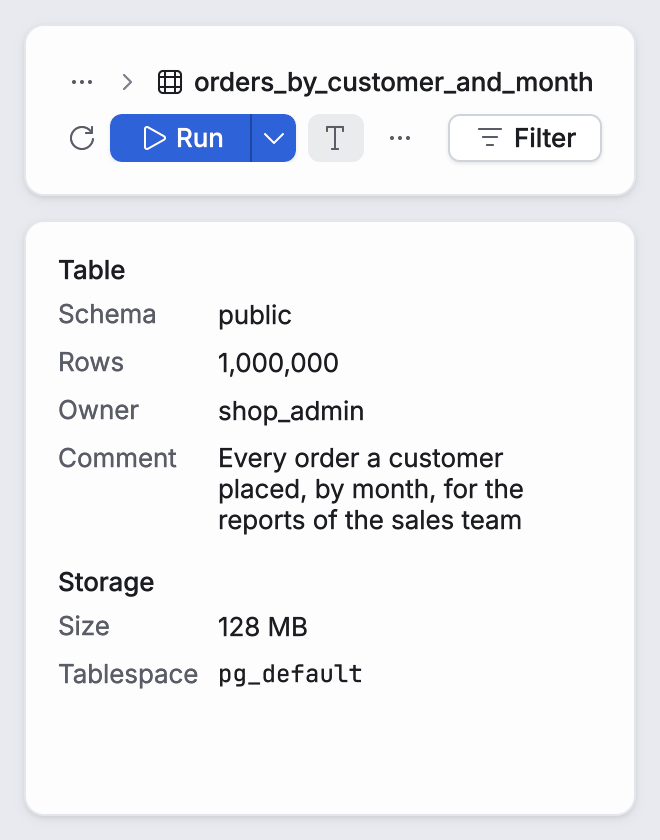 ... > orders_by_customer_and_month
Run T ... Filter
Table
Schema public
Rows 1,000,000
Owner shop_admin
Comment Every order a customer
placed, by month, for the
reports of the sales team
Storage
Size 128 MB
Tablespace pg_default